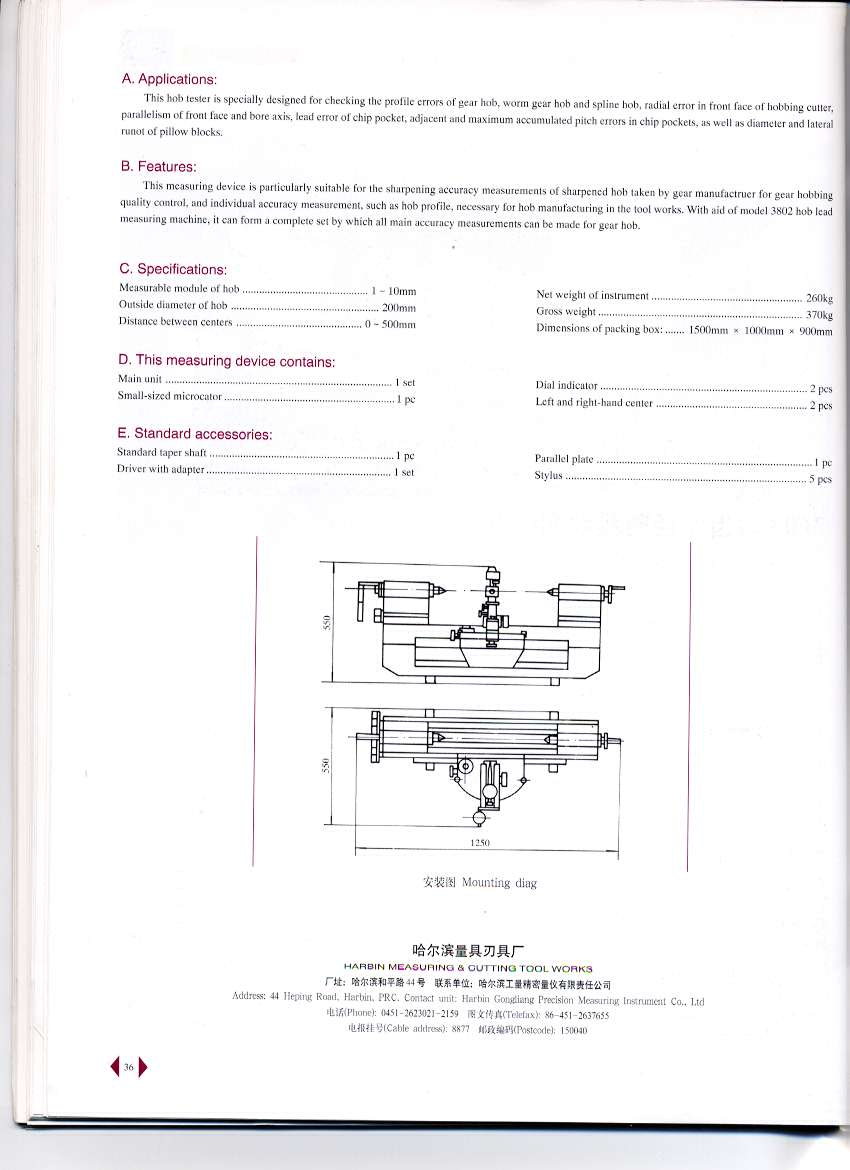 A. Applications:
This hob tester is specially designed for checking the profile errors of gear hob, worm gear hob and spline hob, radial error in front face of hobbing cutter,
parallelism of front face and bore axis, lead error of chip pocket, adjacent and maximum accumulated pitch errors in chip pockets, as well as diameter and lateral
runot of pillow blocks.
B. Features:
This measuring device is particularly suitable for the sharpening accuracy measurements of sharpened hob taken by gear manufactruer for gear hobbing
quality control, and individual accuracy measurement, such as hob profile, necessary for hob manufacturing in the tool works. With aid of model 3802 hob lead
measuring machine, it can form a complete set by which all main accuracy measurements can be made for gear hob.
C. Specifications:
Measurable module of hob ............................................. 1 ~ 10mm
Outside diameter of hob ..................................................... 200mm
Distance between centers ............................................. 0 ~ 500mm
Net weight of instrument ...................................................... 260kg
Gross weight ......................................................................... 370kg
Dimensions of packing box: ....... 1500mm × 1000mm × 900mm
D. This measuring device contains:
Main unit ................................................................................ 1 set
Small-sized microcator ............................................................ 1 pc
Dial indicator ......................................................................... 2 pcs
Left and right-hand center ..................................................... 2 pcs
E. Standard accessories:
Standard taper shaft ................................................................. 1 pc
Driver with adapter ................................................................. 1 set
Parallel plate ............................................................................ 1 pc
Stylus ..................................................................................... 5 pcs
550
550
1250
安装图 Mounting diag
哈尔滨量具刃具厂
HARBIN MEASURING & CUTTING TOOL WORKS
厂址：哈尔滨和平路44号 联系单位：哈尔滨工量精密量仪有限责任公司
Address: 44 Heping Road, Harbin, PRC. Contact unit: Harbin Gongliang Precision Measuring Instrument Co., Ltd
电话(Phone): 0451-2623021-2159 图文传真(Telefax): 86-451-2637655
电报挂号(Cable address): 8877 邮政编码(Postcode): 150040
36